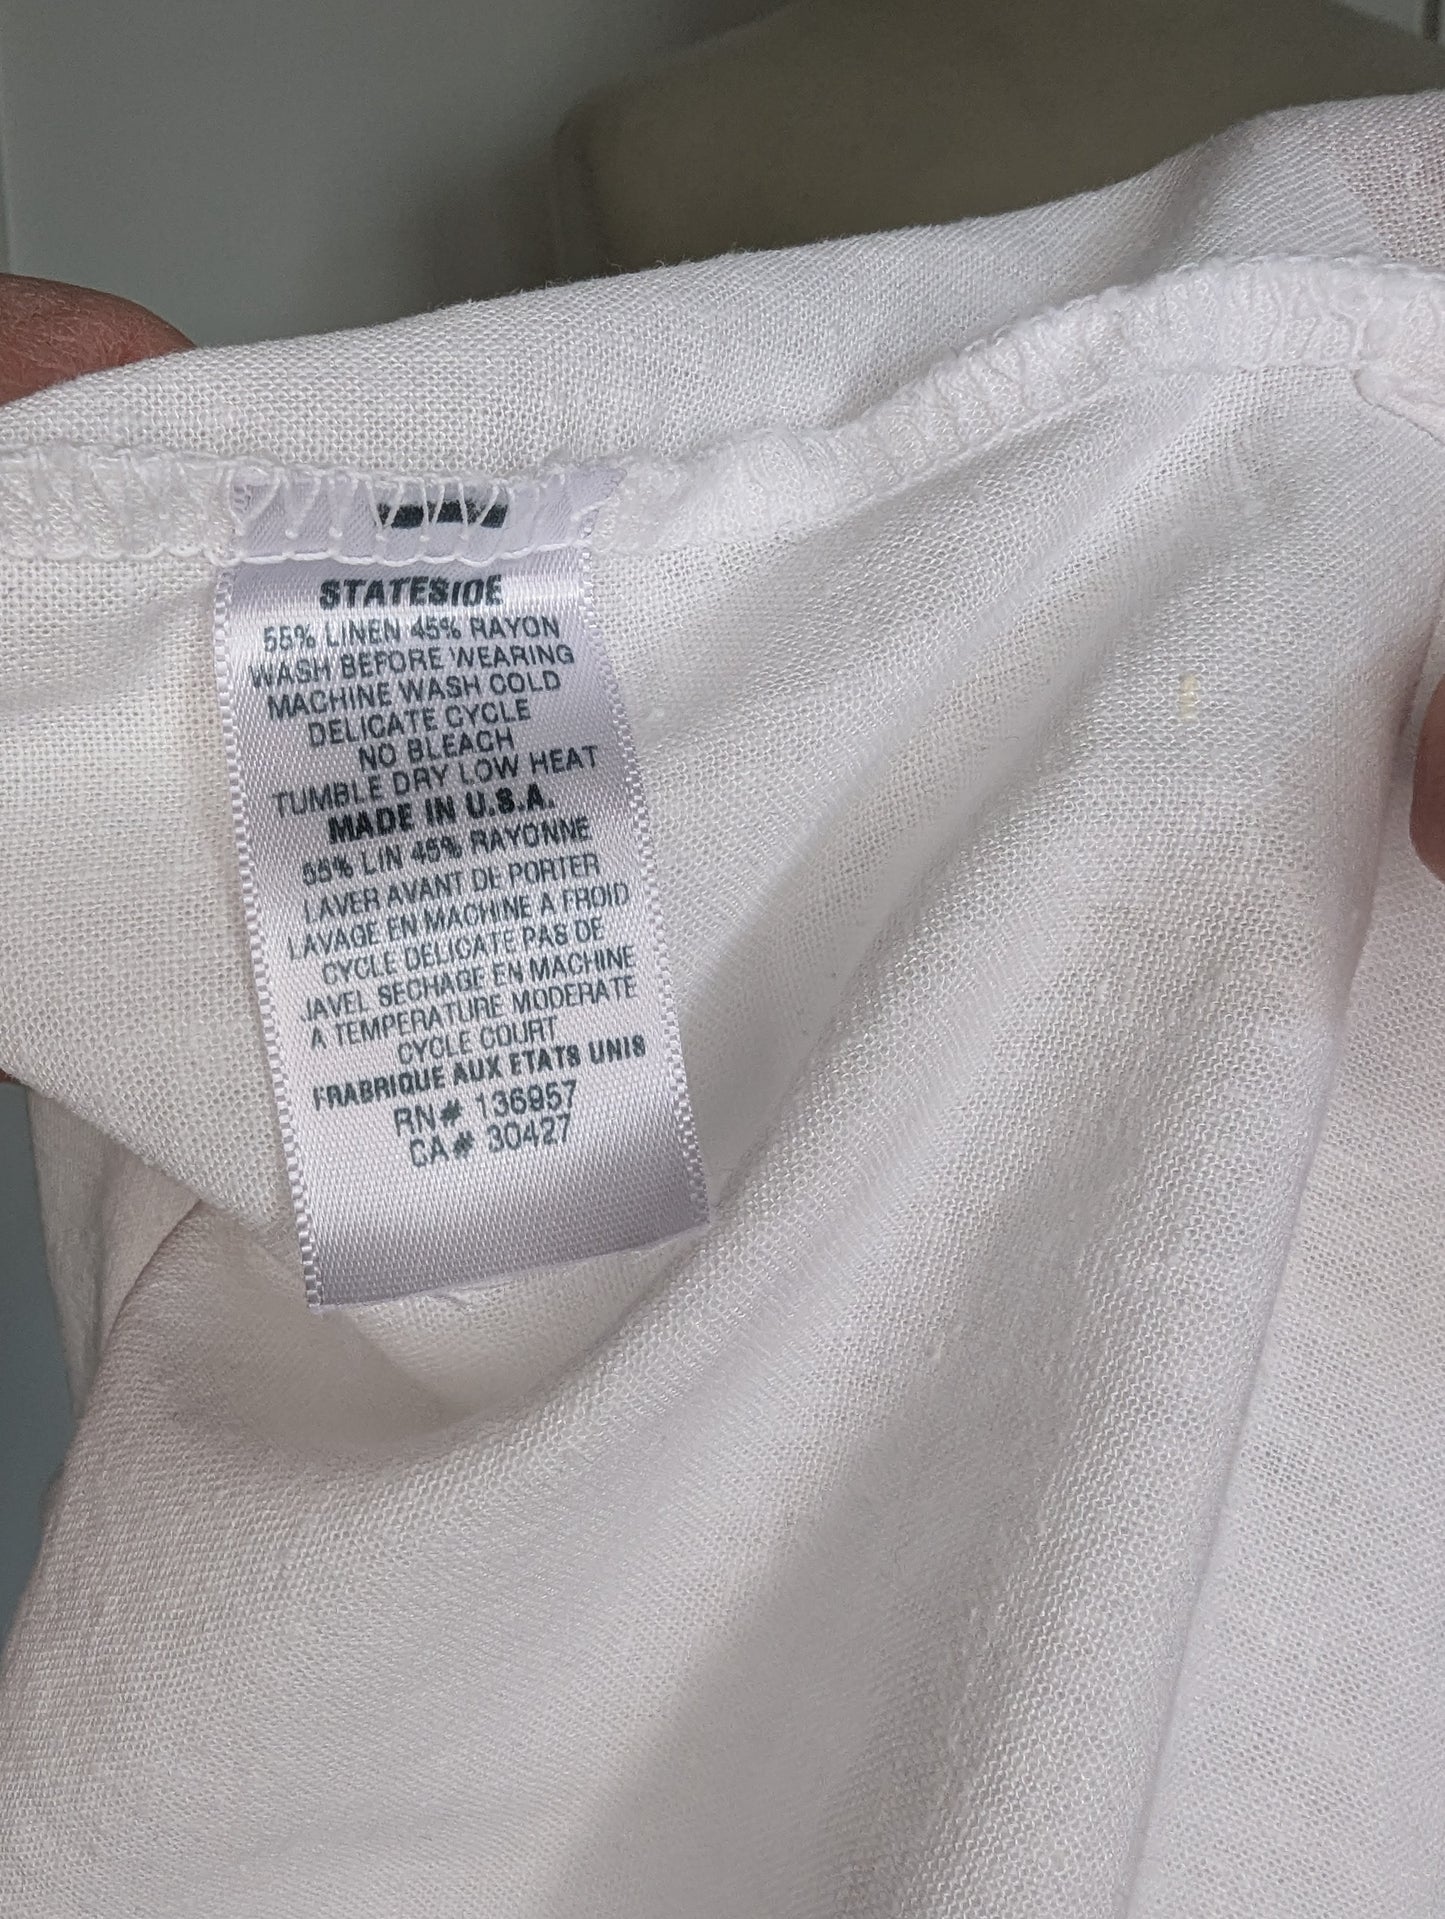 STATESIDE
55% LINEN 45% RAYON
WASH BEFORE WEARING
MACHINE WASH COLD
DELICATE CYCLE
NO BLEACH
TUMBLE DRY LOW HEAT
MADE IN U.S.A.
55% LIN 45% RAYONNE
LAVER AVANT DE PORTER
LAVAGE EN MACHINE A FROID
CYCLE DELICATE PAS DE
JAVEL SECHAGE EN MACHINE
A TEMPERATURE MODERATE
CYCLE COURT
FRABRIQUE AUX ETATS UNIS
RN# 136957
CA# 30427